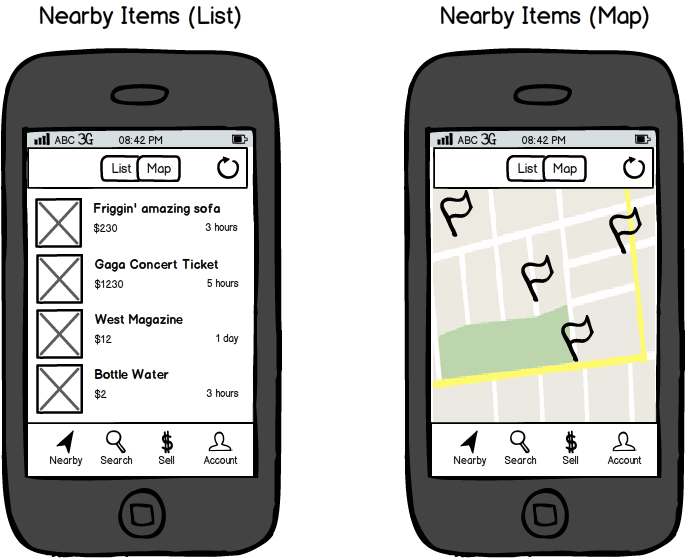 Nearby Items (List)
ABC 3G 08:42 PM
List Map
Friggin' amazing sofa
$230 3 hours
Gaga Concert Ticket
$1230 5 hours
West Magazine
$12 1 day
Bottle Water
$2 3 hours
Nearby Search Sell Account
Nearby Items (Map)
ABC 3G 08:42 PM
List Map
Nearby Search Sell Account